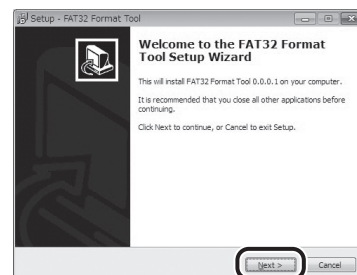 Setup - FAT32 Format Tool
Welcome to the FAT32 Format
Tool Setup Wizard
This will install FAT32 Format Tool 0.0.0.1 on your computer.
It is recommended that you close all other applications before
continuing.
Click Next to continue, or Cancel to exit Setup.
Next >
Cancel